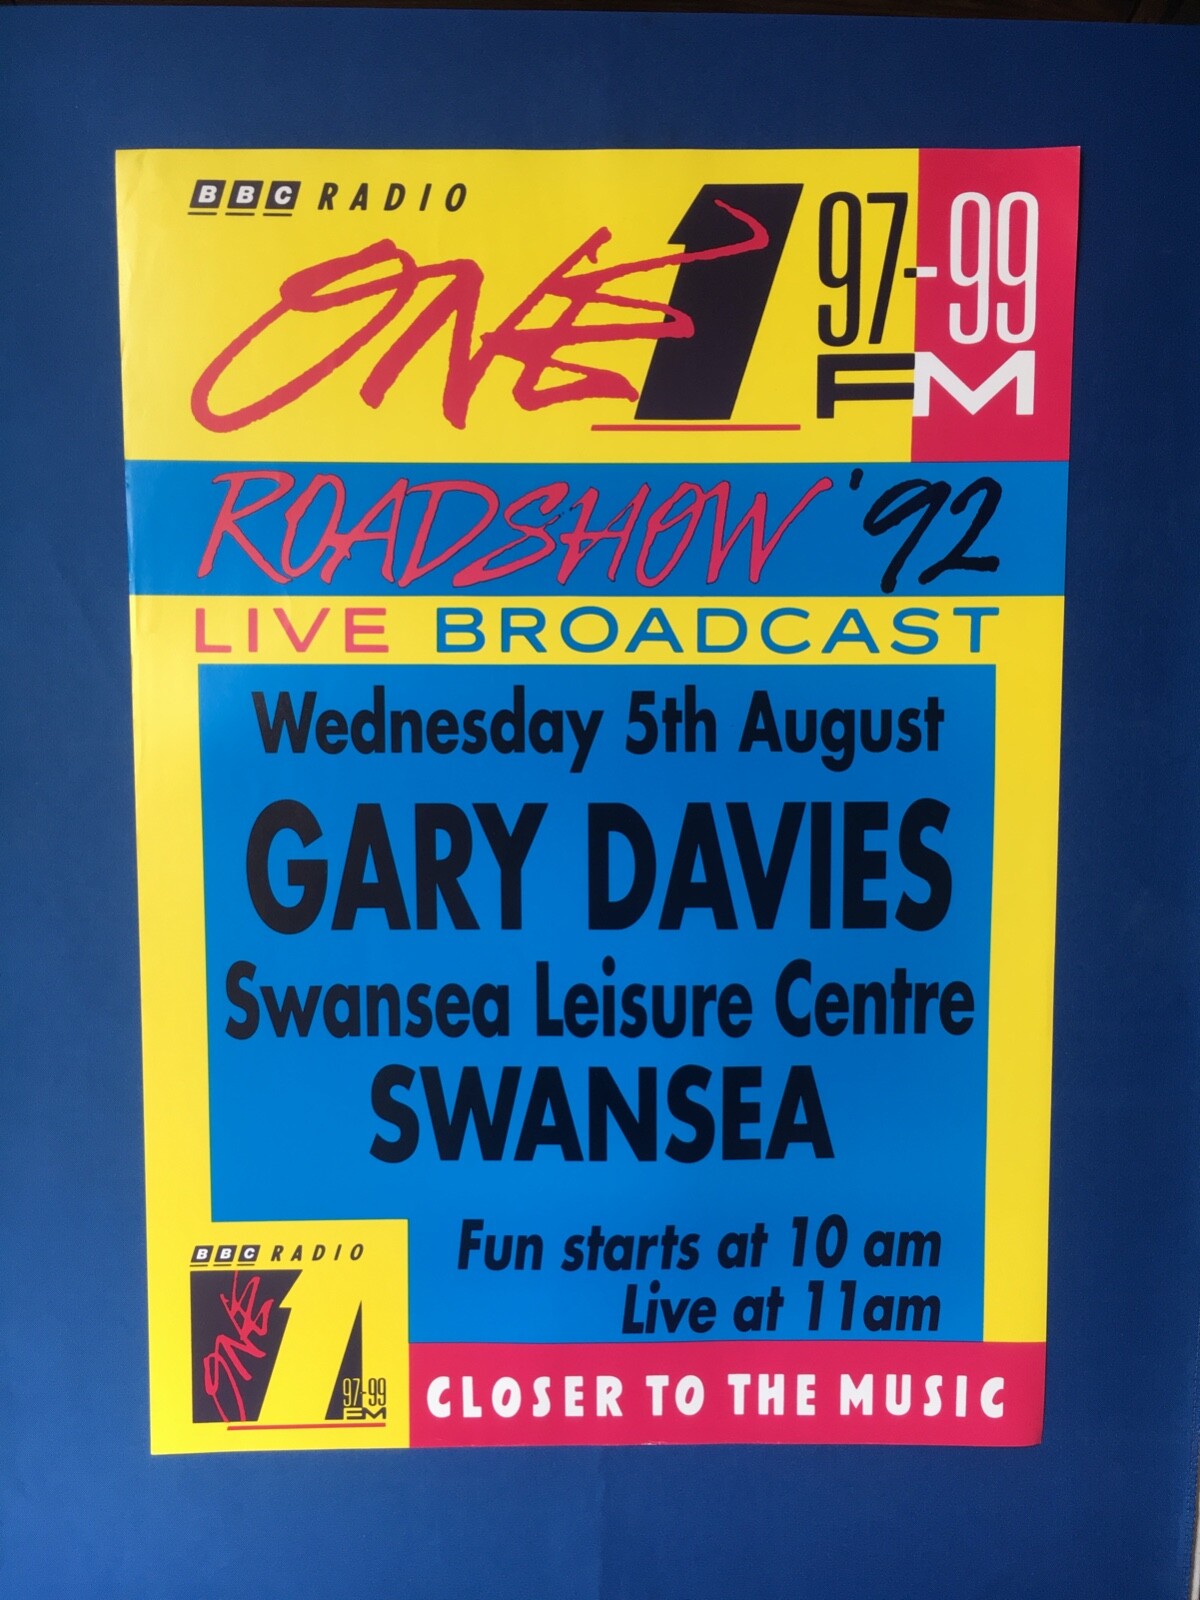 BBC RADIO
ONE 1 97-99
FM
ROADSHOW '92
LIVE BROADCAST
Wednesday 5th August
GARY DAVIES
Swansea Leisure Centre
SWANSEA
Fun starts at 10 am
Live at 11am
BBC RADIO
ONE 1 97-99
FM
CLOSER TO THE MUSIC